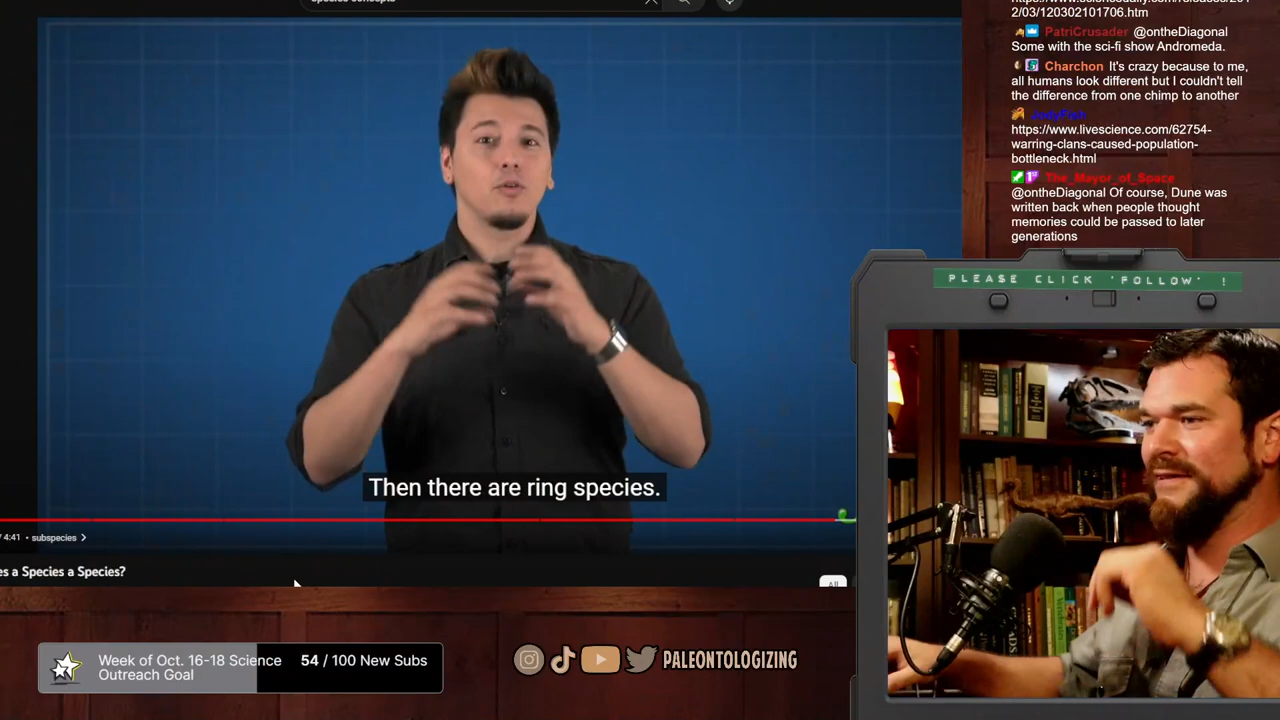 species concepts
2/03/120302101706.htm
PatriCrusader @ontheDiagonal
Some with the sci-fi show Andromeda.
Charchon It's crazy because to me,
all humans look different but I couldn't tell
the difference from one chimp to another
JodyFish
https://www.livescience.com/62754-
warring-clans-caused-population-
bottleneck.html
The_Mayor_of_Space
@ontheDiagonal Of course, Dune was
written back when people thought
memories could be passed to later
generations
PLEASE CLICK 'FOLLOW' !
Then there are ring species.
/ 4:41 • subspecies
es a Species a Species?
All
Week of Oct. 16-18 Science
Outreach Goal
54 / 100 New Subs
PALEONTOLOGIZING